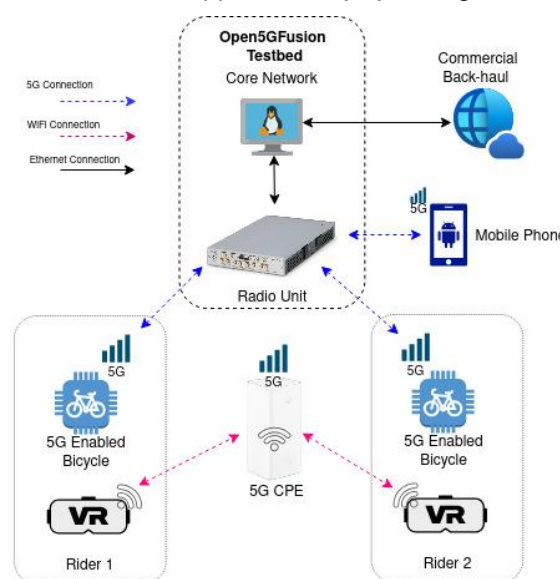 Open5GFusion
Testbed
Core Network
Commercial
Back-haul
5G Connection
WIFI Connection
Ethernet Connection
5G
Mobile Phone
Radio Unit
5G
5G Enabled
Bicycle
VR
Rider 1
5G
5G CPE
5G
5G Enabled
Bicycle
VR
Rider 2